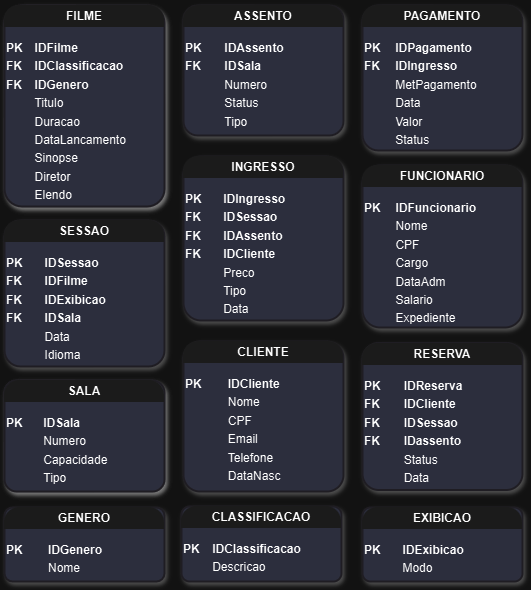 FILME
PK IDFilme
FK IDClassificacao
FK IDGenero
Titulo
Duracao
DataLancamento
Sinopse
Diretor
Elendo
SESSAO
PK IDSessao
FK IDFilme
FK IDExibicao
FK IDSala
Data
Idioma
SALA
PK IDSala
Numero
Capacidade
Tipo
GENERO
PK IDGenero
Nome
ASSENTO
PK IDAssento
FK IDSala
Numero
Status
Tipo
INGRESSO
PK IDIngresso
FK IDSessao
FK IDAssento
FK IDCliente
Preco
Tipo
Data
CLIENTE
PK IDCliente
Nome
CPF
Email
Telefone
DataNasc
CLASSIFICACAO
PK IDClassificacao
Descricao
PAGAMENTO
PK IDPagamento
FK IDIngresso
MetPagamento
Data
Valor
Status
FUNCIONARIO
PK IDFuncionario
Nome
CPF
Cargo
DataAdm
Salario
Expediente
RESERVA
PK IDReserva
FK IDCliente
FK IDSessao
FK IDassento
Status
Data
EXIBICAO
PK IDExibicao
Modo